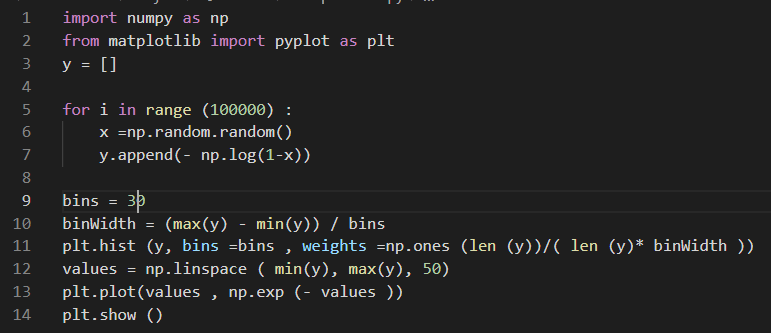 1 import numpy as np
2 from matplotlib import pyplot as plt
3 y = []
4
5 for i in range (100000) :
6     x =np.random.random()
7     y.append(- np.log(1-x))
8
9 bins = 30
10 binWidth = (max(y) - min(y)) / bins
11 plt.hist (y, bins =bins , weights =np.ones (len (y))/( len (y)* binWidth ))
12 values = np.linspace ( min(y), max(y), 50)
13 plt.plot(values , np.exp (- values ))
14 plt.show ()